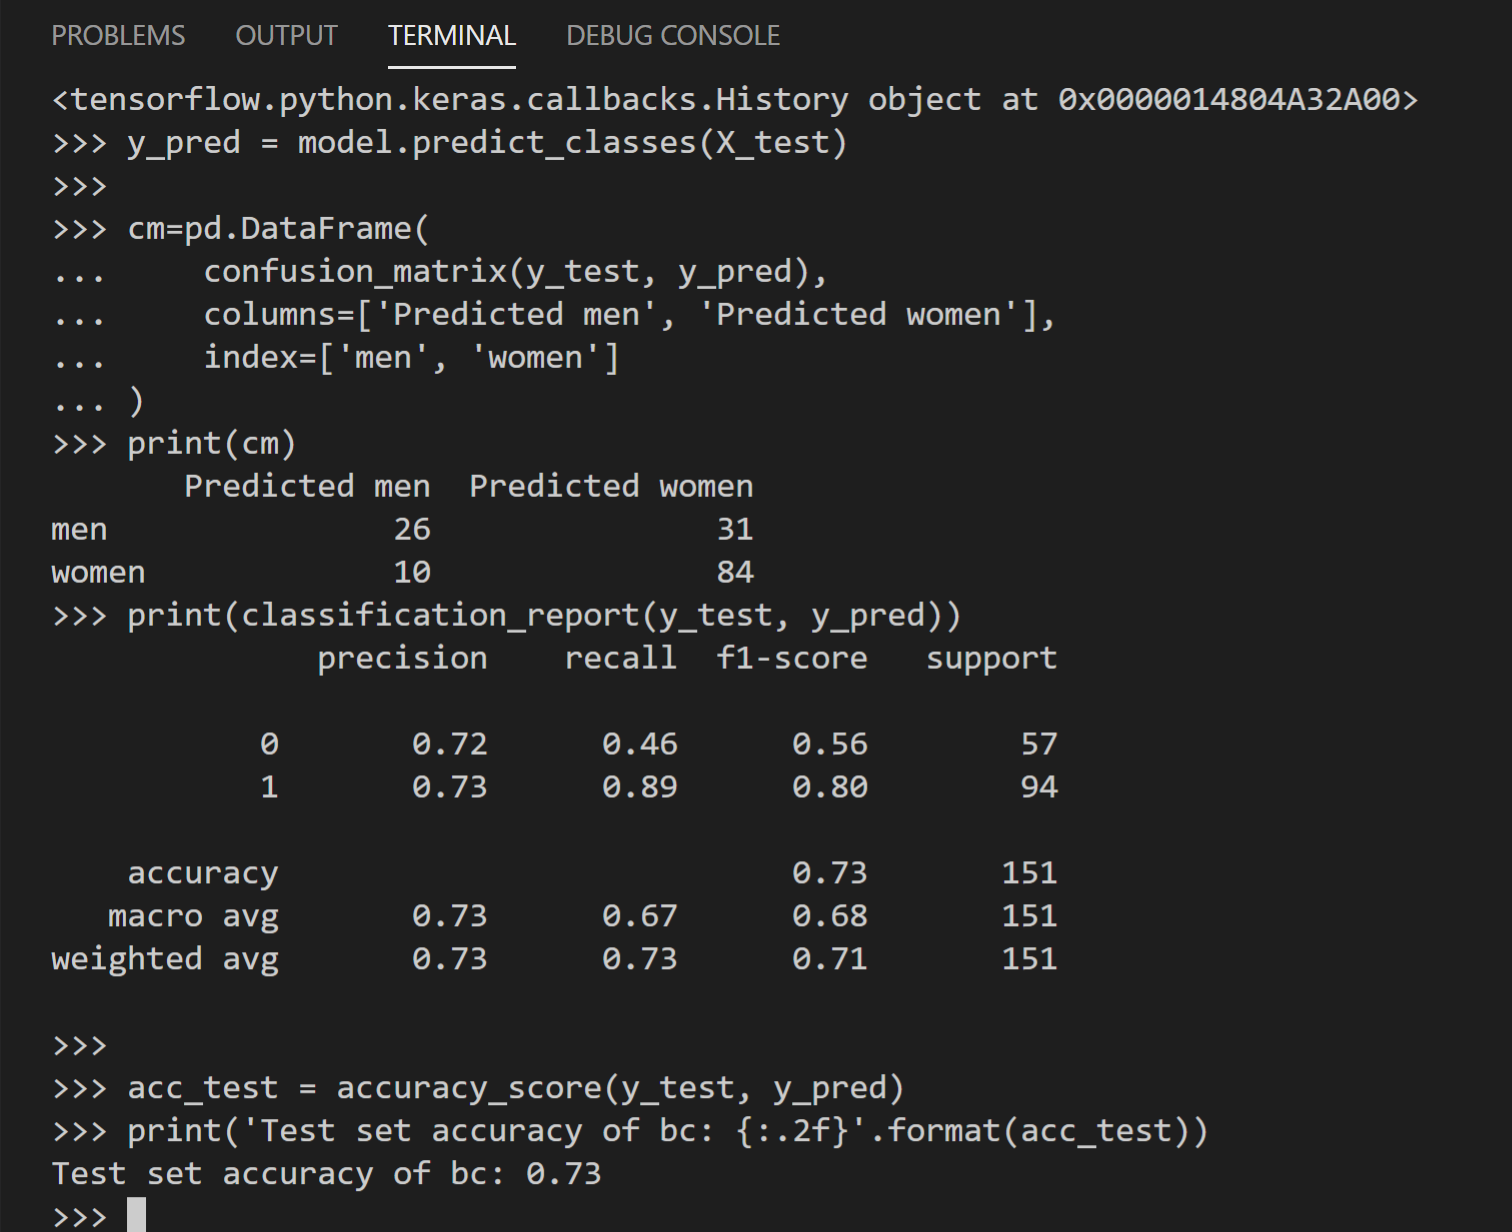 PROBLEMS OUTPUT TERMINAL DEBUG CONSOLE
<tensorflow.python.keras.callbacks.History object at 0x0000014804A32A00>
>>> y_pred = model.predict_classes(X_test)
>>>
>>> cm=pd.DataFrame(
...     confusion_matrix(y_test, y_pred),
...     columns=['Predicted men', 'Predicted women'],
...     index=['men', 'women']
... )
>>> print(cm)
       Predicted men  Predicted women
men               26               31
women             10               84
>>> print(classification_report(y_test, y_pred))
              precision    recall  f1-score   support
           0       0.72      0.46      0.56        57
           1       0.73      0.89      0.80        94
    accuracy                           0.73       151
   macro avg       0.73      0.67      0.68       151
weighted avg       0.73      0.73      0.71       151
>>>
>>> acc_test = accuracy_score(y_test, y_pred)
>>> print('Test set accuracy of bc: {:.2f}'.format(acc_test))
Test set accuracy of bc: 0.73
>>>